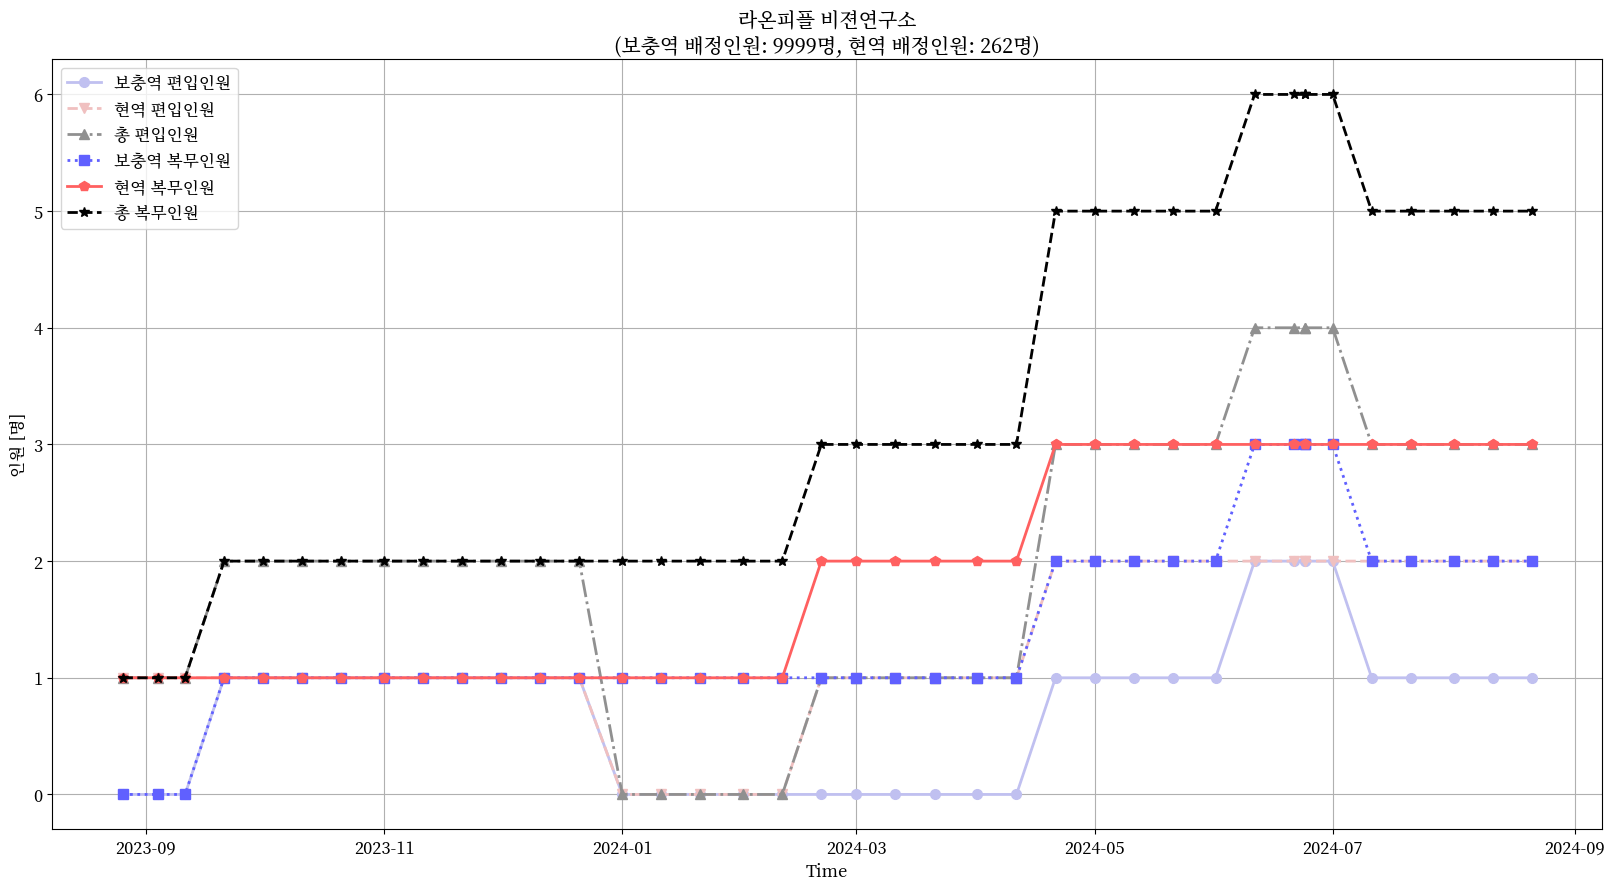 라온피플 비젼연구소
(보충역 배정인원: 9999명, 현역 배정인원: 262명)
보충역 편입인원
현역 편입인원
총 편입인원
보충역 복무인원
현역 복무인원
총 복무인원
6
5
4
3
2
1
0
인원 [명]
2023-09
2023-11
2024-01
2024-03
2024-05
2024-07
2024-09
Time